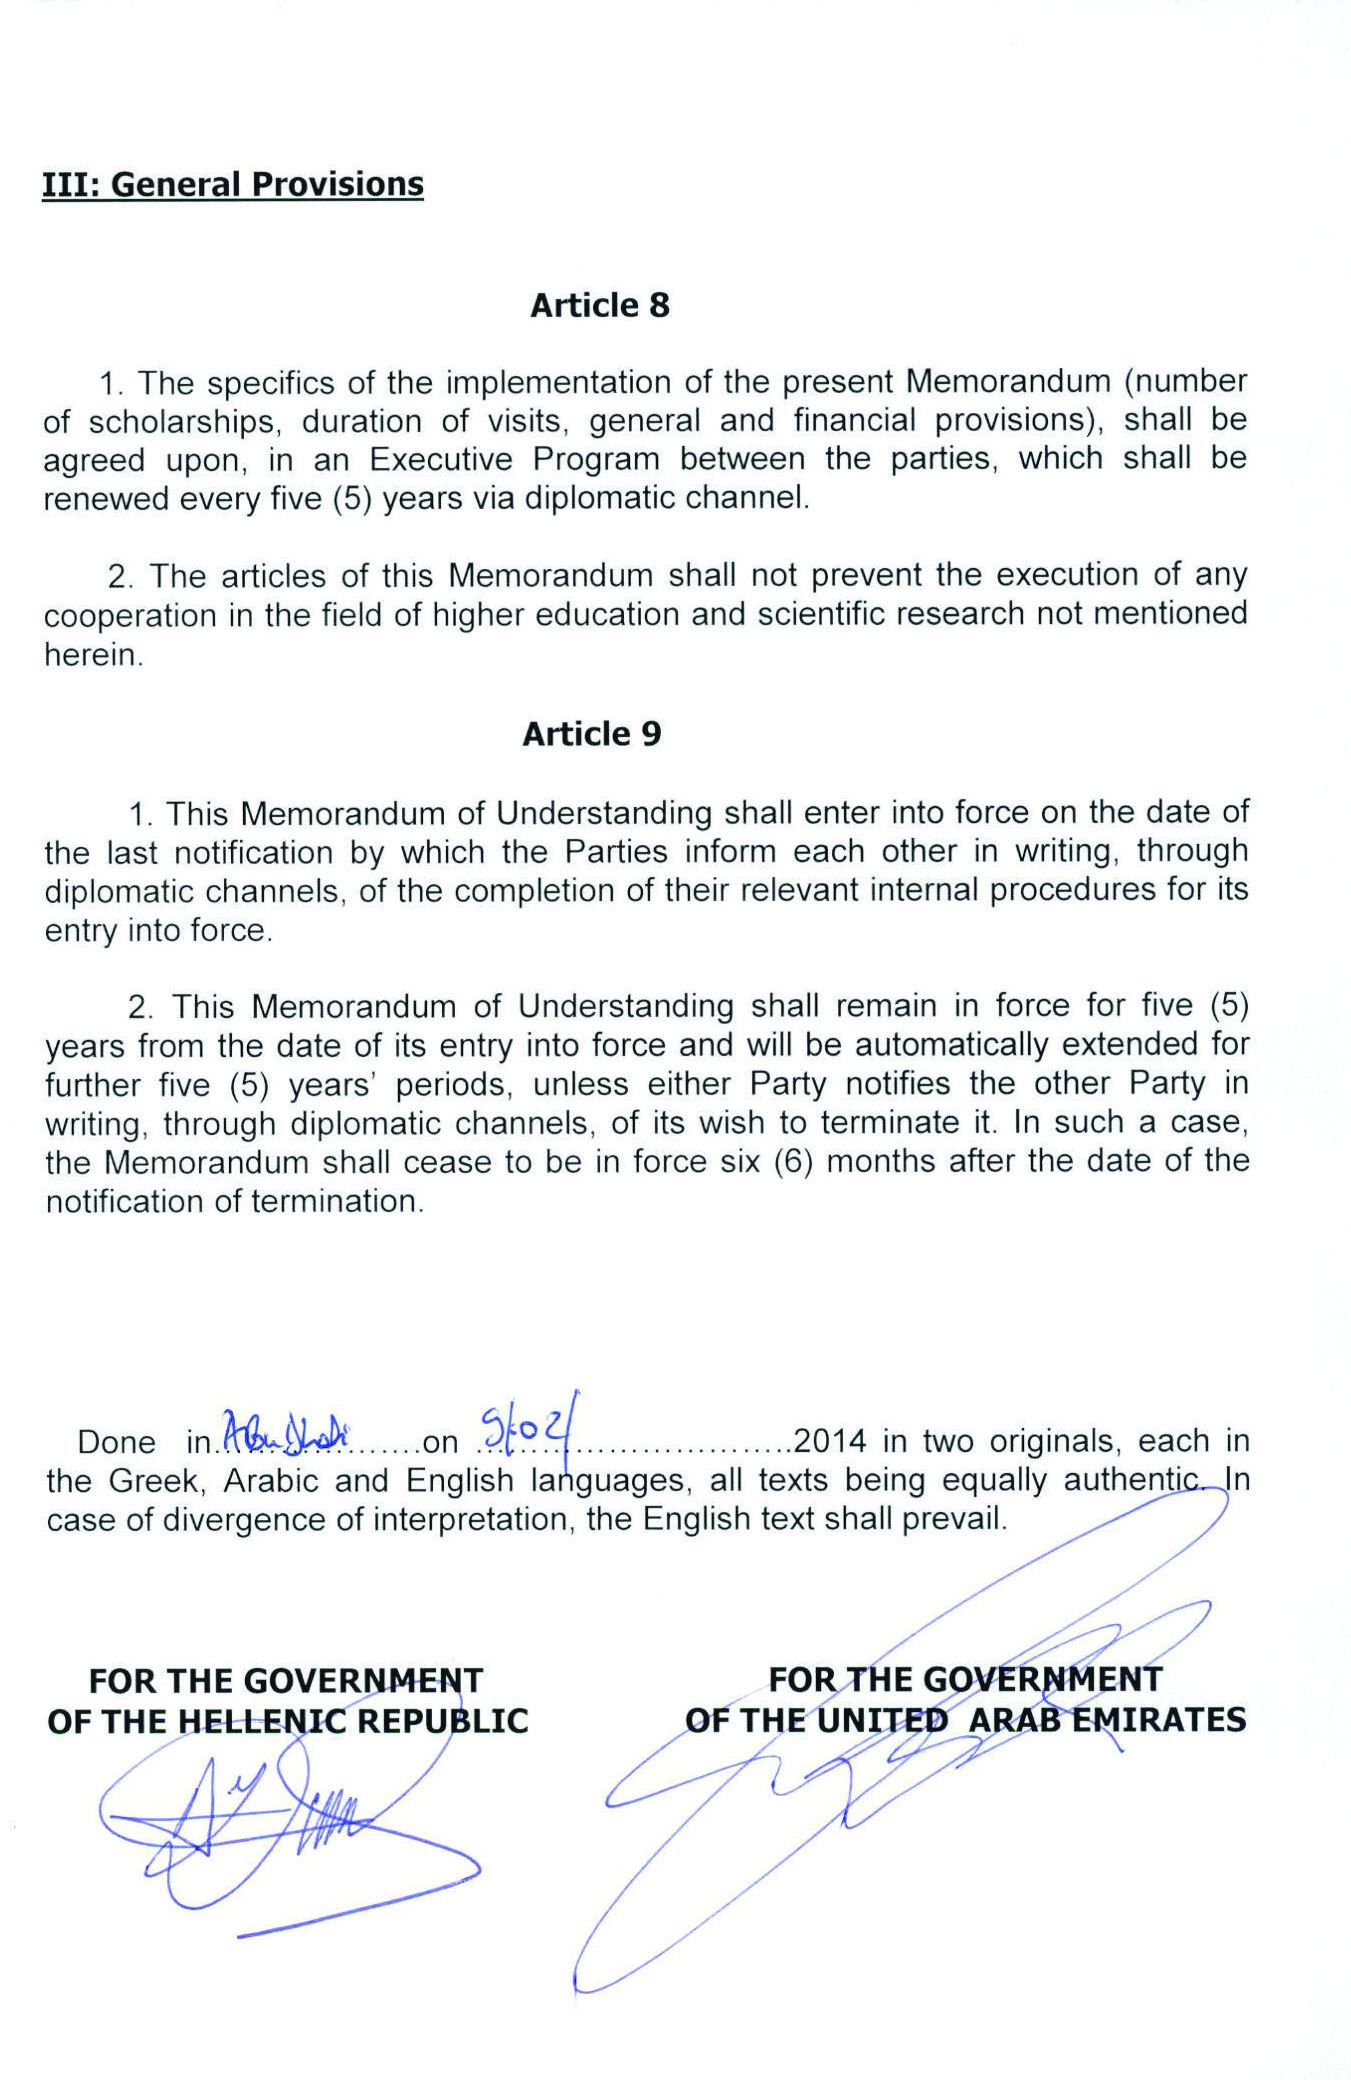 III: General Provisions
Article 8
1. The specifics of the implementation of the present Memorandum (number
of scholarships, duration of visits, general and financial provisions), shall be
agreed upon, in an Executive Program between the parties, which shall be
renewed every five (5) years via diplomatic channel.
2. The articles of this Memorandum shall not prevent the execution of any
cooperation in the field of higher education and scientific research not mentioned
herein.
Article 9
1. This Memorandum of Understanding shall enter into force on the date of
the last notification by which the Parties inform each other in writing, through
diplomatic channels, of the completion of their relevant internal procedures for its
entry into force.
2. This Memorandum of Understanding shall remain in force for five (5)
years from the date of its entry into force and will be automatically extended for
further five (5) years' periods, unless either Party notifies the other Party in
writing, through diplomatic channels, of its wish to terminate it. In such a case,
the Memorandum shall cease to be in force six (6) months after the date of the
notification of termination.
Done in Abu Dhabi on 9/02/ 2014 in two originals, each in
the Greek, Arabic and English languages, all texts being equally authentic. In
case of divergence of interpretation, the English text shall prevail.
FOR THE GOVERNMENT FOR THE GOVERNMENT
OF THE HELLENIC REPUBLIC OF THE UNITED ARAB EMIRATES